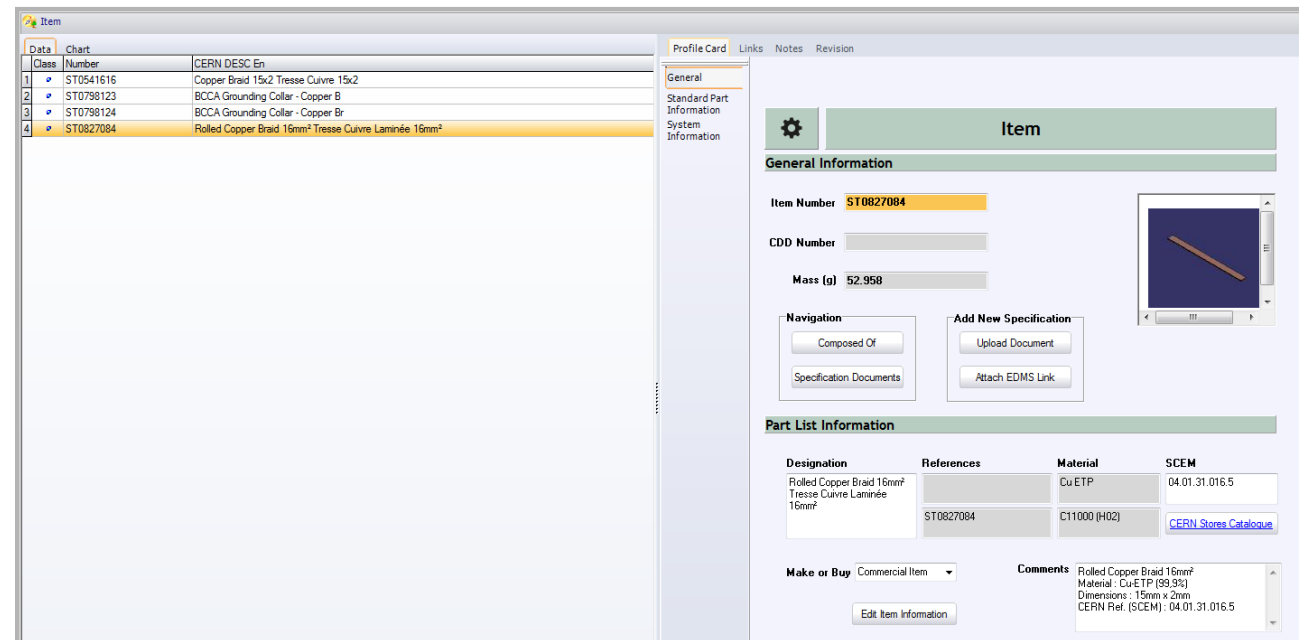 Item
Data Chart
Class Number CERN DESC En
1 ST0541616 Copper Braid 15x2 Tresse Cuivre 15x2
2 ST0798123 BCCA Grounding Collar - Copper B
3 ST0798124 BCCA Grounding Collar - Copper Br
4 ST0827084 Rolled Copper Braid 16mm² Tresse Cuivre Laminée 16mm²
Profile Card Links Notes Revision
General
Standard Part
Information
System
Information
Item
General Information
Item Number ST0827084
CDD Number
Mass (g) 52.958
Navigation
Composed Of
Specification Documents
Add New Specification
Upload Document
Attach EDMS Link
Part List Information
Designation References Material SCEM
Rolled Copper Braid 16mm²
Tresse Cuivre Laminée
16mm²
ST0827084
Cu ETP
C11000 (H02)
04.01.31.016.5
CERN Stores Catalogue
Make or Buy Commercial Item
Edit Item Information
Comments
Rolled Copper Braid 16mm²
Material : Cu-ETP (99,9%)
Dimensions : 15mm x 2mm
CERN Ref. (SCEM) : 04.01.31.016.5